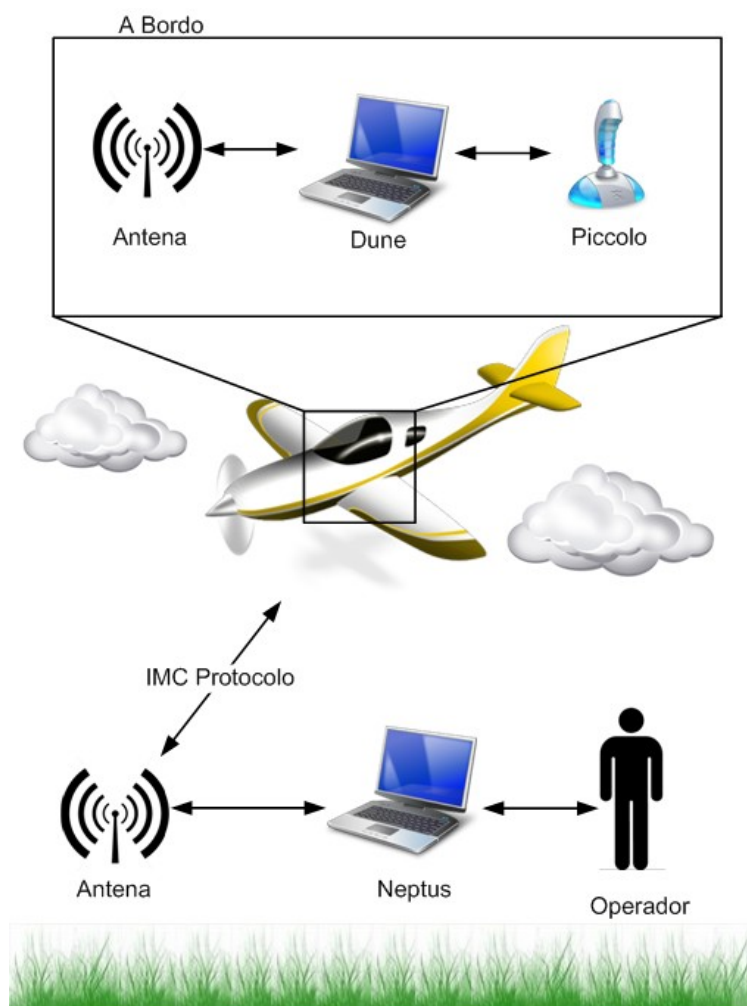 A Bordo
Antena
Dune
Piccolo
IMC Protocolo
Antena
Neptus
Operador